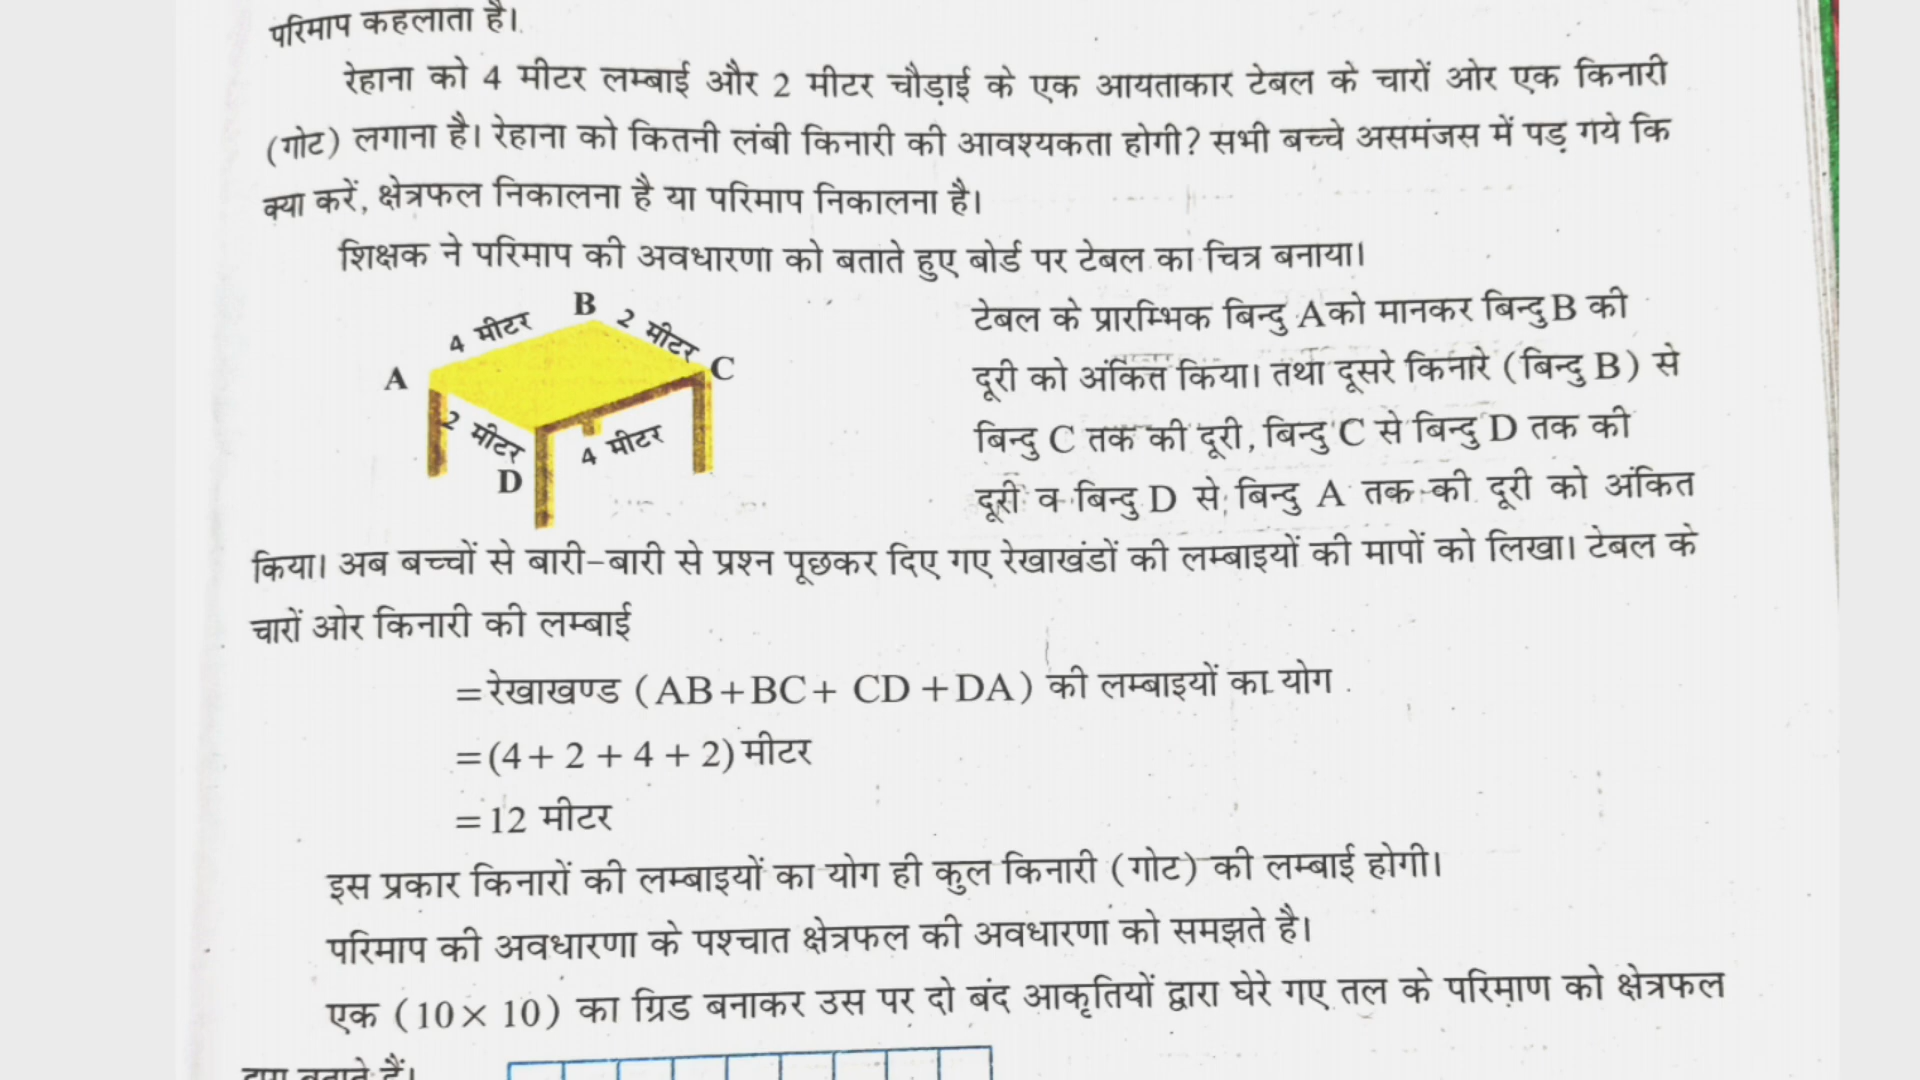 परिमाप कहलाता है।
रेहाना को 4 मीटर लम्बाई और 2 मीटर चौड़ाई के एक आयताकार टेबल के चारों ओर एक किनारी
(गोट) लगाना है। रेहाना को कितनी लंबी किनारी की आवश्यकता होगी? सभी बच्चे असमंजस में पड़ गये कि
क्या करें, क्षेत्रफल निकालना है या परिमाप निकालना है।
शिक्षक ने परिमाप की अवधारणा को बताते हुए बोर्ड पर टेबल का चित्र बनाया।
B
4 मीटर
2 मीटर
A
C
2 मीटर
4 मीटर
D
टेबल के प्रारम्भिक बिन्दु A को मानकर बिन्दु B की
दूरी को अंकित किया। तथा दूसरे किनारे (बिन्दु B) से
बिन्दु C तक की दूरी, बिन्दु C से बिन्दु D तक की
दूरी व बिन्दु D से बिन्दु A तक की दूरी को अंकित
किया। अब बच्चों से बारी-बारी से प्रश्न पूछकर दिए गए रेखाखंडों की लम्बाइयों की मापों को लिखा। टेबल के
चारों ओर किनारी की लम्बाई
=रेखाखण्ड (AB+BC+ CD +DA) की लम्बाइयों का योग
=(4+ 2 + 4 + 2) मीटर
=12 मीटर
इस प्रकार किनारों की लम्बाइयों का योग ही कुल किनारी (गोट) की लम्बाई होगी।
परिमाप की अवधारणा के पश्चात क्षेत्रफल की अवधारणा को समझते है।
एक (10× 10) का ग्रिड बनाकर उस पर दो बंद आकृतियों द्वारा घेरे गए तल के परिमाण को क्षेत्रफल
द्वारा बताते हैं।